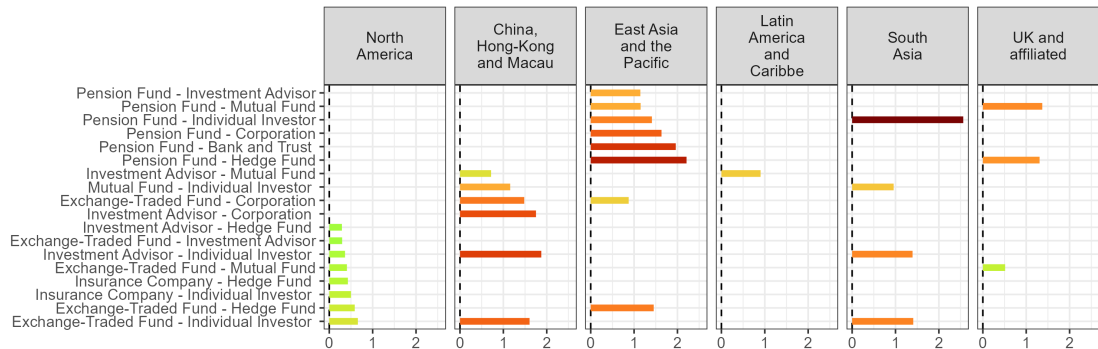 North
America
China,
Hong-Kong
and Macau
East Asia
and the
Pacific
Latin
America
and
Caribbe
South
Asia
UK and
affiliated
Pension Fund - Investment Advisor
Pension Fund - Mutual Fund
Pension Fund - Individual Investor
Pension Fund - Corporation
Pension Fund - Bank and Trust
Pension Fund - Hedge Fund
Investment Advisor - Mutual Fund
Mutual Fund - Individual Investor
Exchange-Traded Fund - Corporation
Investment Advisor - Corporation
Investment Advisor - Hedge Fund
Exchange-Traded Fund - Investment Advisor
Investment Advisor - Individual Investor
Exchange-Traded Fund - Mutual Fund
Insurance Company - Hedge Fund
Insurance Company - Individual Investor
Exchange-Traded Fund - Hedge Fund
Exchange-Traded Fund - Individual Investor
0 1 2 0 1 2 0 1 2 0 1 2 0 1 2 0 1 2